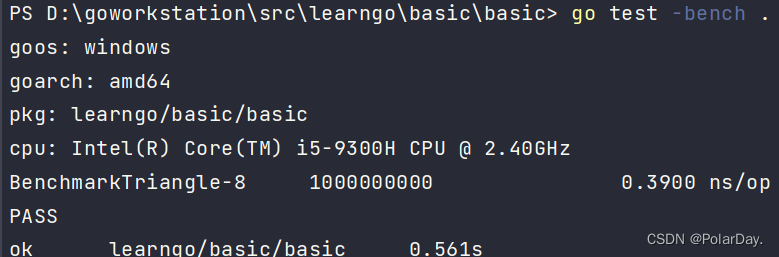 PS D:\goworkstation\src\learngo\basic\basic> go test -bench .
goos: windows
goarch: amd64
pkg: learngo/basic/basic
cpu: Intel(R) Core(TM) i5-9300H CPU @ 2.40GHz
BenchmarkTriangle-8     1000000000               0.3900 ns/op
PASS
ok      learngo/basic/basic     0.561s
CSDN @PolarDay.